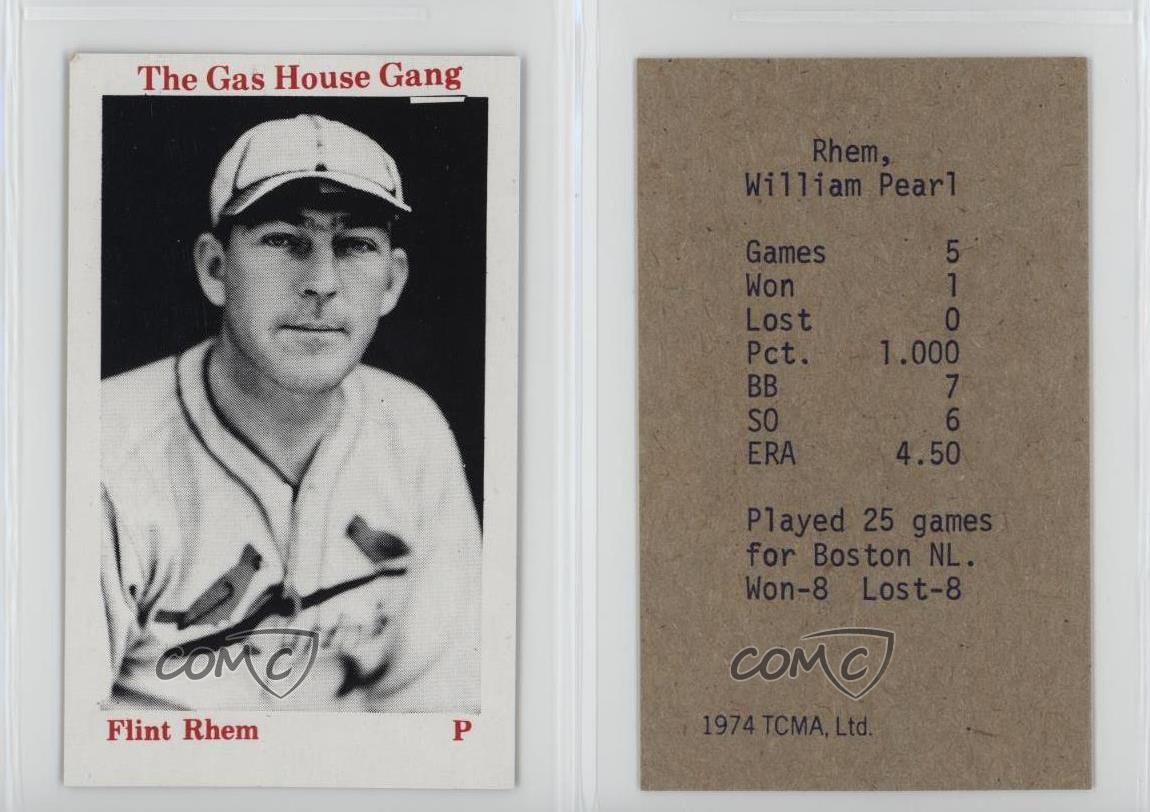 The Gas House Gang
Flint Rhem P
COMC
Rhem,
William Pearl
Games 5
Won 1
Lost 0
Pct. 1.000
BB 7
SO 6
ERA 4.50
Played 25 games
for Boston NL.
Won-8 Lost-8
COMC
1974 TCMA, Ltd.